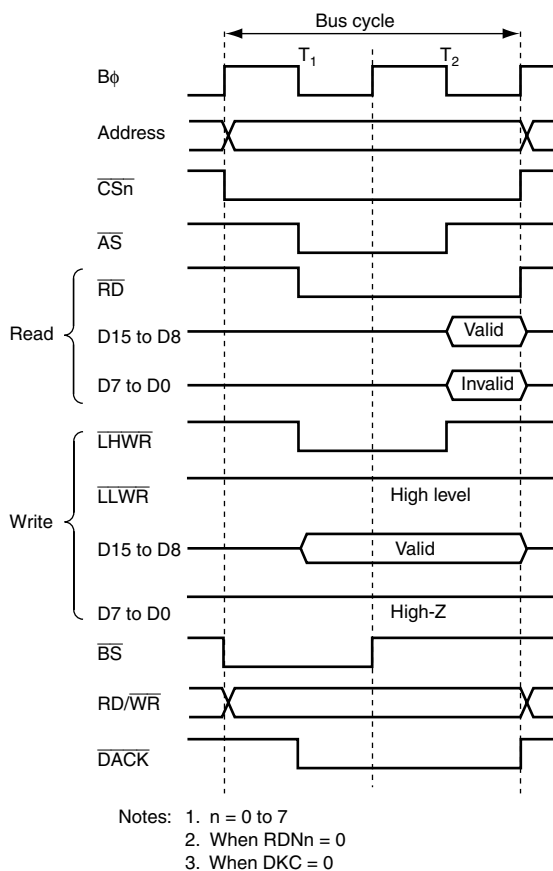 Bus cycle
T1 T2
Bφ
Address
CSn
AS
RD
Read
D15 to D8 Valid
D7 to D0 Invalid
LHWR
LLWR High level
Write
D15 to D8 Valid
D7 to D0 High-Z
BS
RD/WR
DACK
Notes: 1. n = 0 to 7
2. When RDNn = 0
3. When DKC = 0